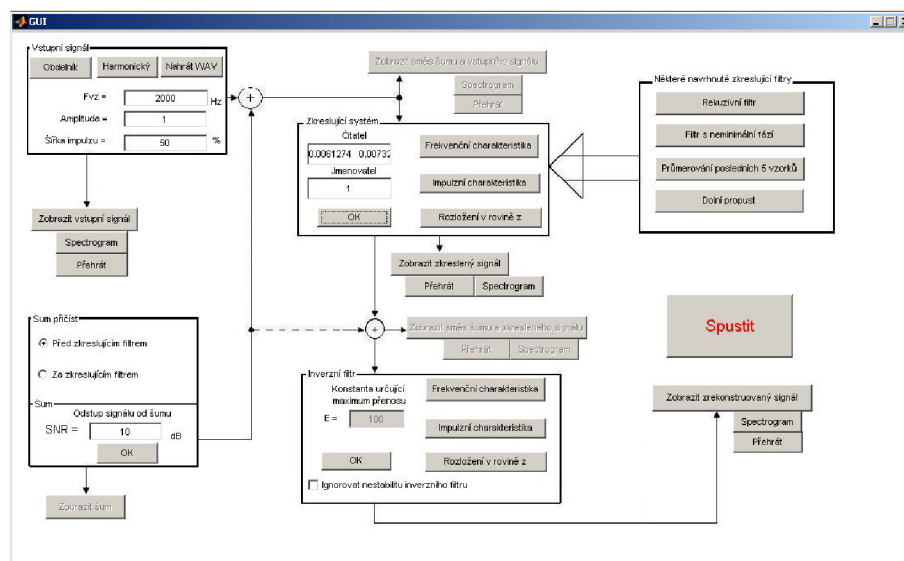 GUI
Vstupní signál
Obdelník
Harmonický
Nahrát WAV
Fvz =
2000
Hz
Amplituda =
1
Šířka impulzu =
50
%
Zobrazit vstupní signál
Spectrogram
Přehrát
Zobrazit směs šumu a vstupního signálu
Spectrogram
Přehrát
Zkreslující systém
Čitatel
0.0061274 0.00732
Jmenovatel
1
OK
Frekvenční charakteristika
Impulzní charakteristika
Rozložení v rovině z
Některé navrhnuté zkreslující filtry
Rekuzivní filtr
Filtr s neminimální fází
Průmerování posledních 5 vzorků
Dolní propust
Zobrazit zkreslený signál
Přehrát
Spectrogram
Sum přičíst
Před zkreslujicim filtrem
Za zkreslujicim filtrem
Šum
Odstup signálu od šumu
SNR =
10
dB
OK
Zobrazit šum
Zobrazit směs šumu a zkresleného signálu
Přehrát
Spectrogram
Inverzní filtr
Konstanta určující
maximum přenosu
E =
100
OK
Frekvenční charakteristika
Impulzní charakteristika
Rozložení v rovině z
Ignorovat nestabilitu inverzního filtru
Spustit
Zobrazit zrekonstruovaný signál
Spectrogram
Přehrát